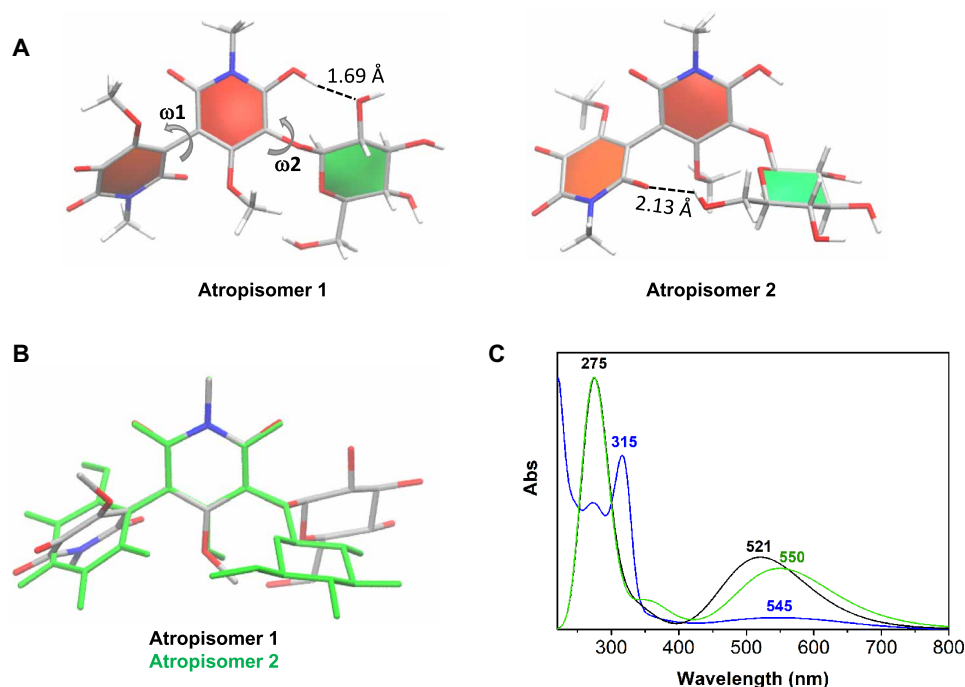 A
1.69 Å
ω1
ω2
2.13 Å
Atropisomer 1
Atropisomer 2
B
Atropisomer 1
Atropisomer 2
C
275
315
521
550
545
Abs
300
400
500
600
700
800
Wavelength (nm)